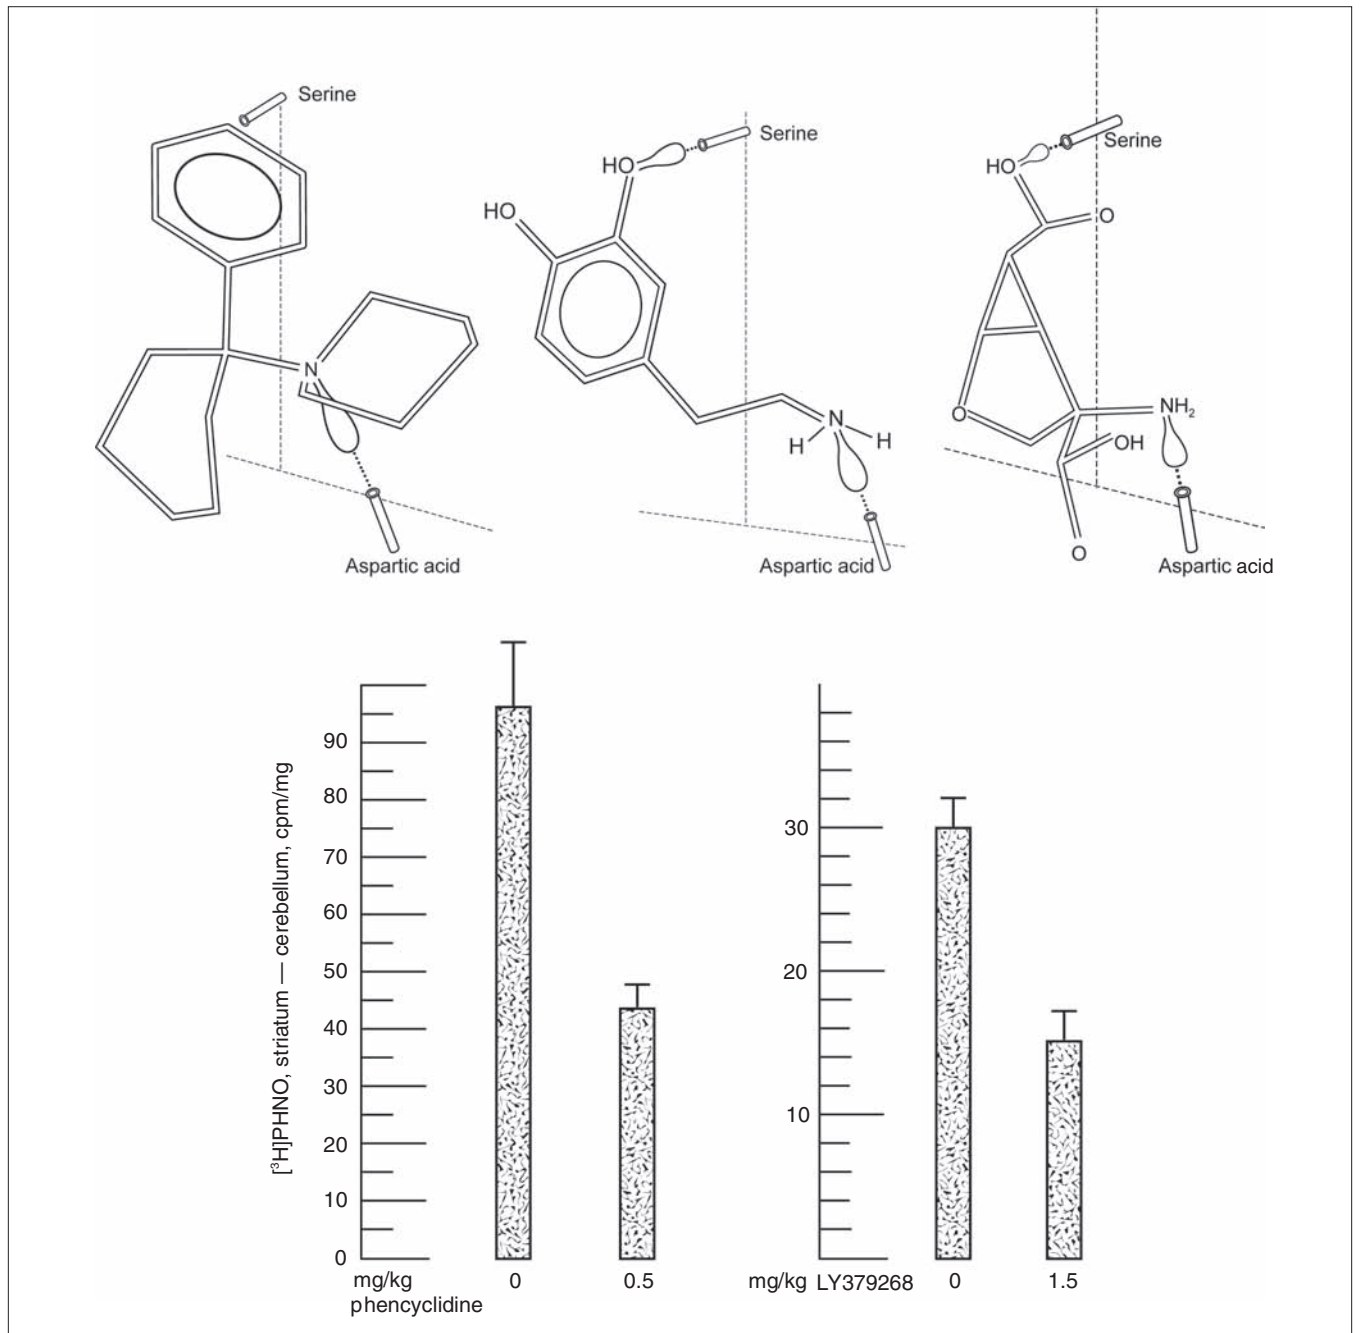 Serine
Serine
Serine
HO
HO
HO
O
N
N
H
H
O
NH₂
OH
O
Aspartic acid
Aspartic acid
Aspartic acid
[³H]PHNO, striatum — cerebellum, cpm/mg
90
80
70
60
50
40
30
20
10
0
mg/kg
phencyclidine
0
0.5
30
20
10
mg/kg LY379268
0
1.5